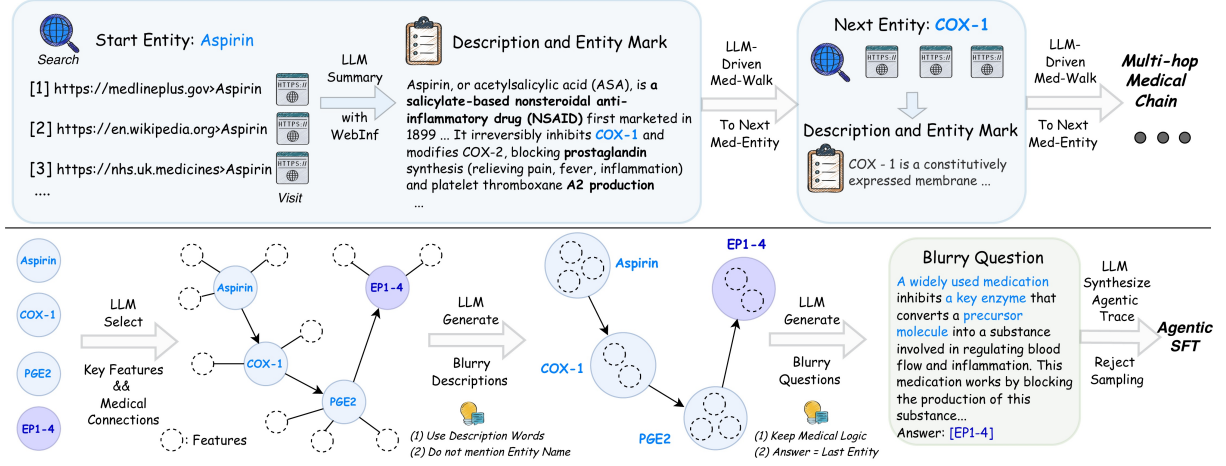 Start Entity: Aspirin
Search
[1] https://medlineplus.gov>Aspirin
[2] https://en.wikipedia.org>Aspirin
[3] https://nhs.uk.medicines>Aspirin
....
HTTPS://
HTTPS://
HTTPS://
Visit
LLM
Summary
with
WebInf
Description and Entity Mark
Aspirin, or acetylsalicylic acid (ASA), is a
salicylate-based nonsteroidal anti-
inflammatory drug (NSAID) first marketed in
1899 ... It irreversibly inhibits COX-1 and
modifies COX-2, blocking prostaglandin
synthesis (relieving pain, fever, inflammation)
and platelet thromboxane A2 production
...
LLM-
Driven
Med-Walk
To Next
Med-Entity
Next Entity: COX-1
HTTPS://
HTTPS://
HTTPS://
Description and Entity Mark
COX - 1 is a constitutively
expressed membrane ...
LLM-
Driven
Med-Walk
To Next
Med-Entity
Multi-hop
Medical
Chain
Aspirin
COX-1
PGE2
EP1-4
LLM
Select
Key Features
&&
Medical
Connections
Aspirin
EP1-4
COX-1
PGE2
: Features
LLM
Generate
Blurry
Descriptions
(1) Use Description Words
(2) Do not mention Entity Name
Aspirin
EP1-4
COX-1
PGE2
LLM
Generate
Blurry
Questions
(1) Keep Medical Logic
(2) Answer = Last Entity
Blurry Question
A widely used medication
inhibits a key enzyme that
converts a precursor
molecule into a substance
involved in regulating blood
flow and inflammation. This
medication works by blocking
the production of this
substance...
Answer: [EP1-4]
LLM
Synthesize
Agentic
Trace
Reject
Sampling
Agentic
SFT